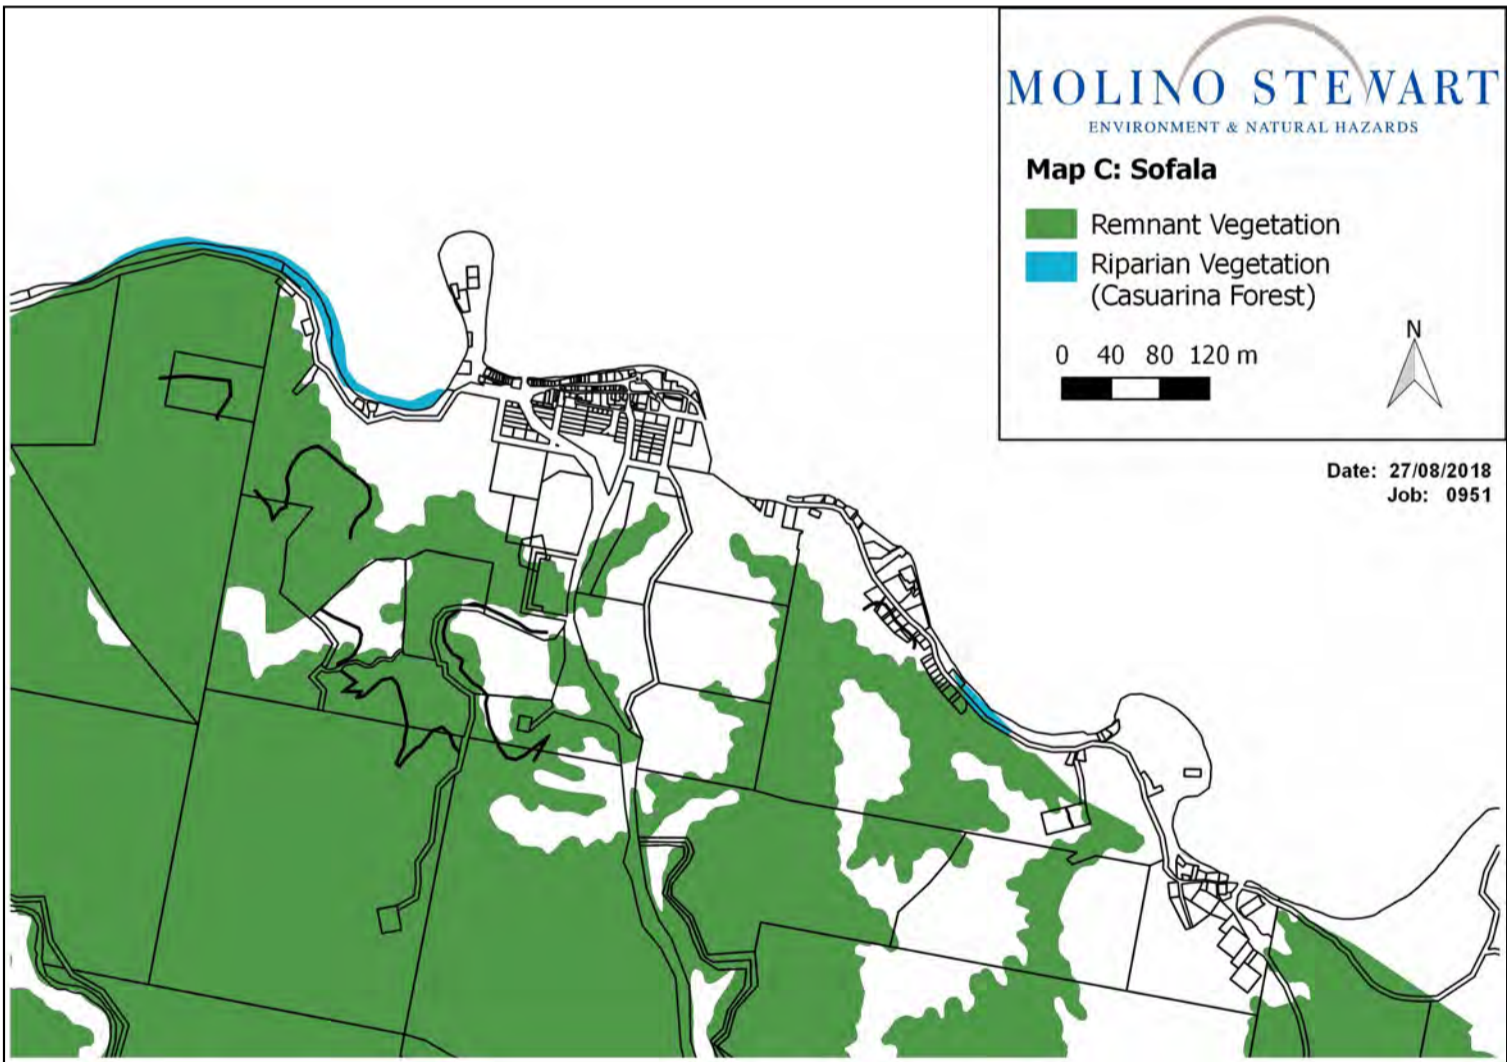 MOLINO STEWART
ENVIRONMENT & NATURAL HAZARDS
Map C: Sofala
Remnant Vegetation
Riparian Vegetation
(Casuarina Forest)
N
0 40 80 120 m
Date: 27/08/2018
Job: 0951